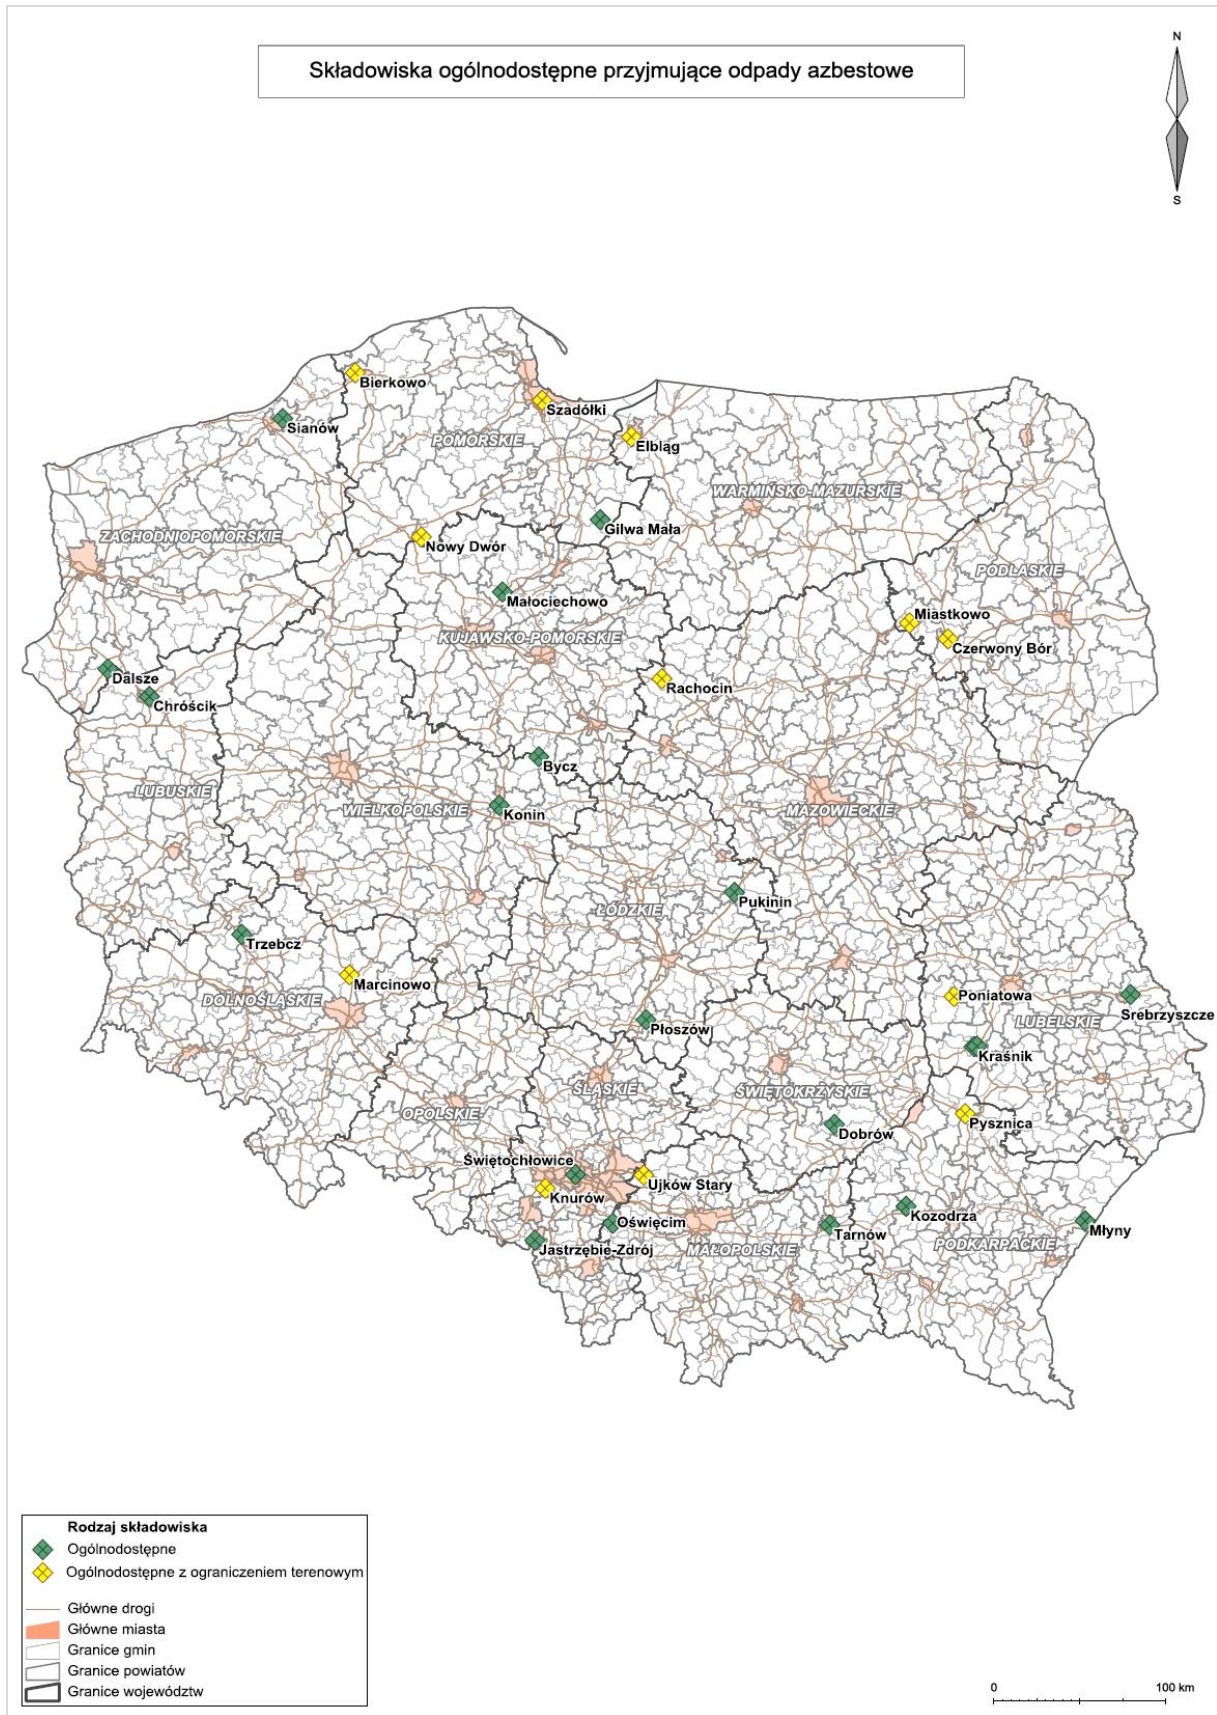 Składowiska ogólnodostępne przyjmujące odpady azbestowe
N
S
Bierkowo
Szadółki
Sianów
Elbląg
POMORSKIE
WARMIŃSKO-MAZURSKIE
Gilwa Mała
ZACHODNIOPOMORSKIE
Nowy Dwór
PODLASKIE
Małociechowo
Miastkowo
KUJAWSKO-POMORSKIE
Czerwony Bór
Dalsze
Rachocin
Chróścik
Bycz
LUBUSKIE
WIELKOPOLSKIE
Konin
MAZOWIECKIE
Pukinin
ŁÓDZKIE
Trzebcz
Marcinowo
Poniatowa
DOLNOŚLĄSKIE
Srebrzyszcze
Płoszów
LUBELSKIE
Kraśnik
ŚLĄSKIE
ŚWIĘTOKRZYSKIE
OPOLSKIE
Pysznica
Dobrów
Świętochłowice
Ujków Stary
Knurów
Kozodrza
Oświęcim
Młyny
Tarnów
PODKARPACKIE
Jastrzębie-Zdrój
MAŁOPOLSKIE
Rodzaj składowiska
Ogólnodostępne
Ogólnodostępne z ograniczeniem terenowym
Główne drogi
Główne miasta
Granice gmin
Granice powiatów
Granice województw
0 100 km